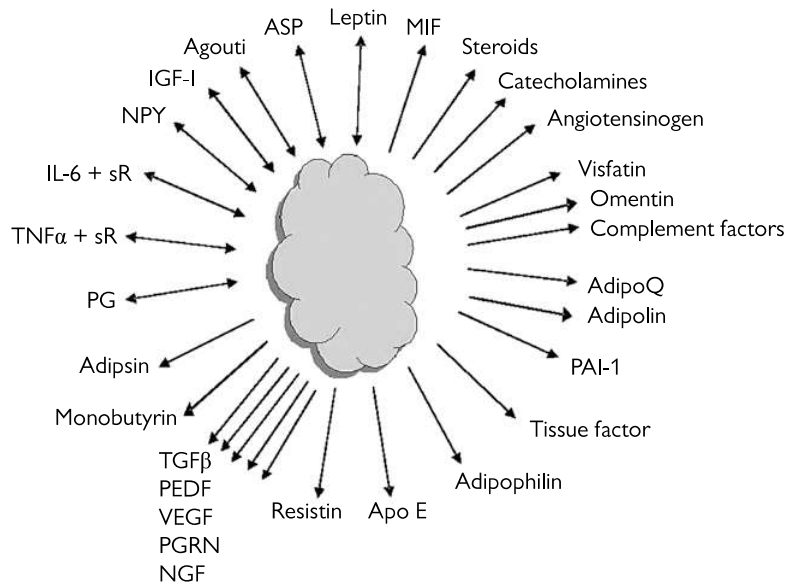 Leptin
MIF
Steroids
Catecholamines
Angiotensinogen
Visfatin
Omentin
Complement factors
AdipoQ
Adipolin
PAI-1
Tissue factor
Adipophilin
Apo E
Resistin
TGFβ
PEDF
VEGF
PGRN
NGF
Monobutyrin
Adipsin
PG
TNFα + sR
IL-6 + sR
NPY
IGF-I
Agouti
ASP